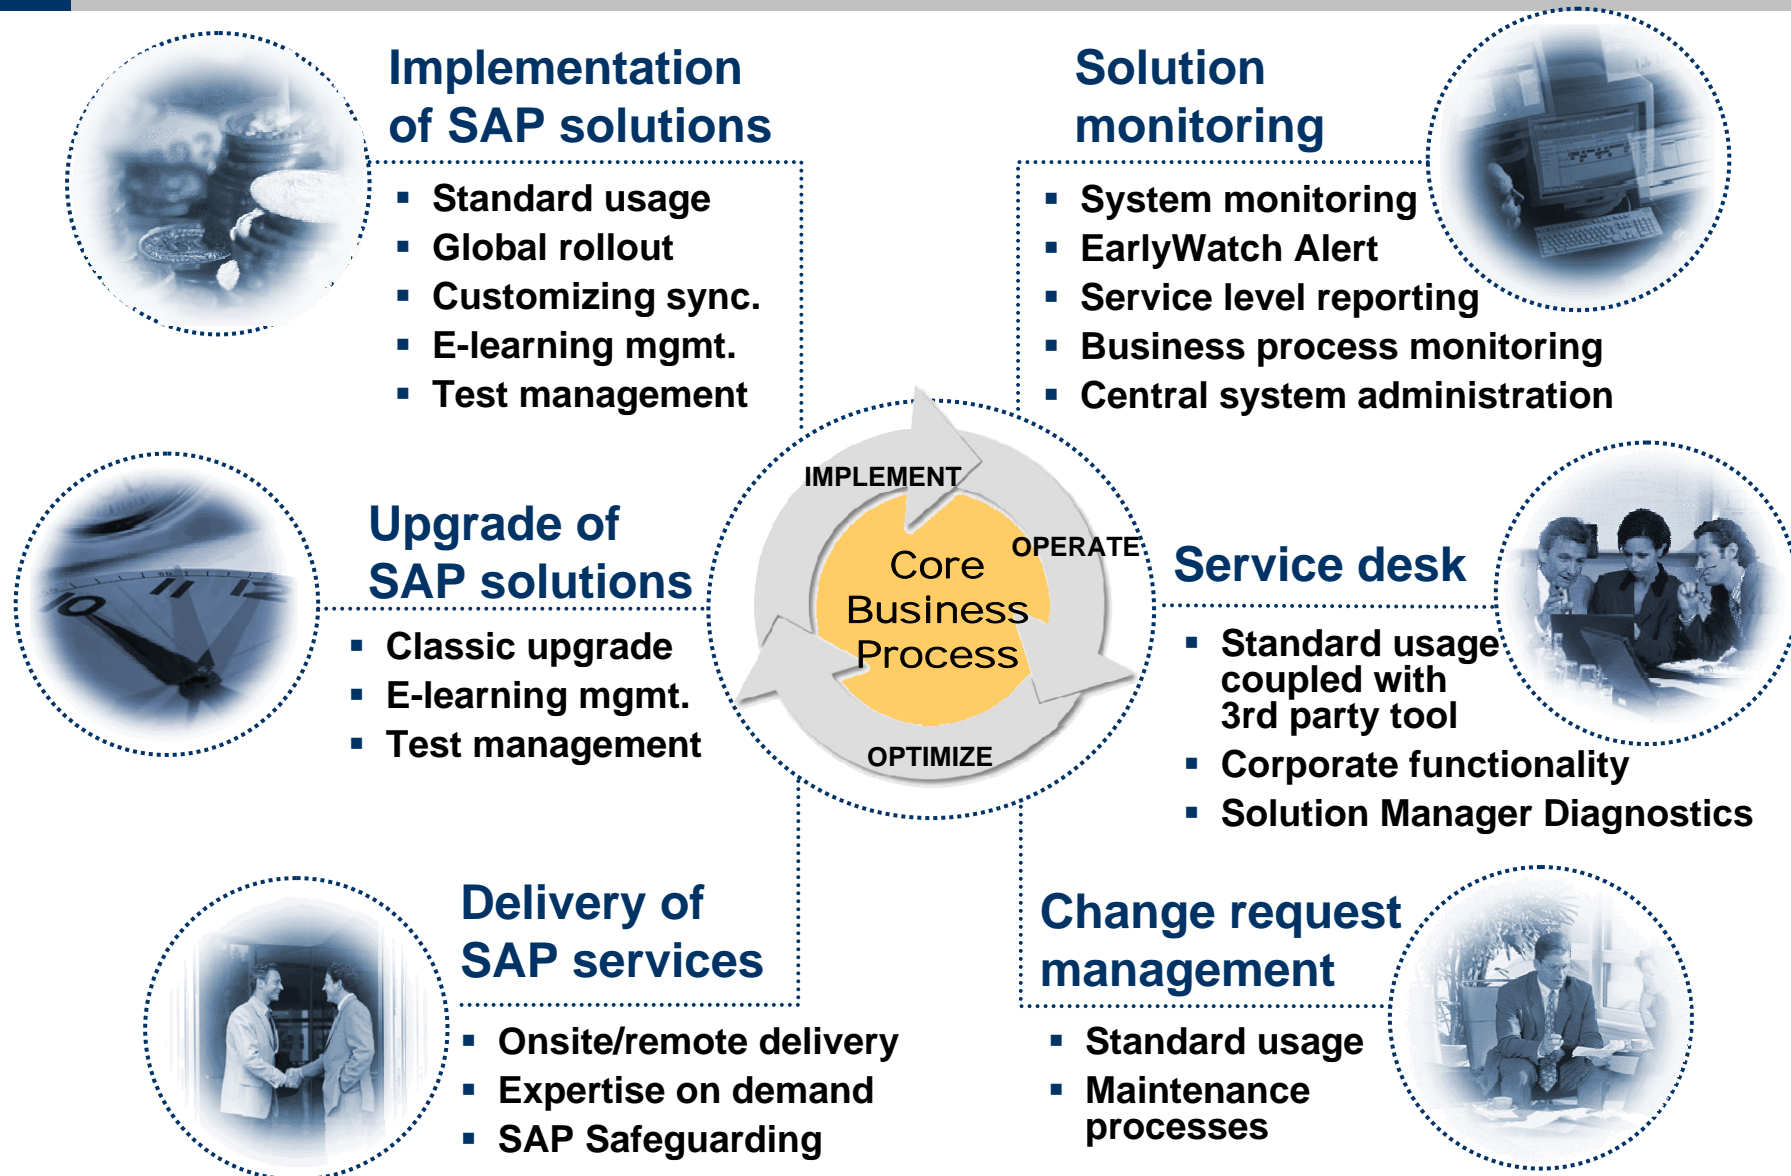 Implementation
of SAP solutions
Standard usage
Global rollout
Customizing sync.
E-learning mgmt.
Test management
Solution
monitoring
System monitoring
EarlyWatch Alert
Service level reporting
Business process monitoring
Central system administration
IMPLEMENT
OPERATE
OPTIMIZE
Core
Business
Process
Upgrade of
SAP solutions
Classic upgrade
E-learning mgmt.
Test management
10 11 12
Service desk
Standard usage
coupled with
3rd party tool
Corporate functionality
Solution Manager Diagnostics
Delivery of
SAP services
Onsite/remote delivery
Expertise on demand
SAP Safeguarding
Change request
management
Standard usage
Maintenance
processes